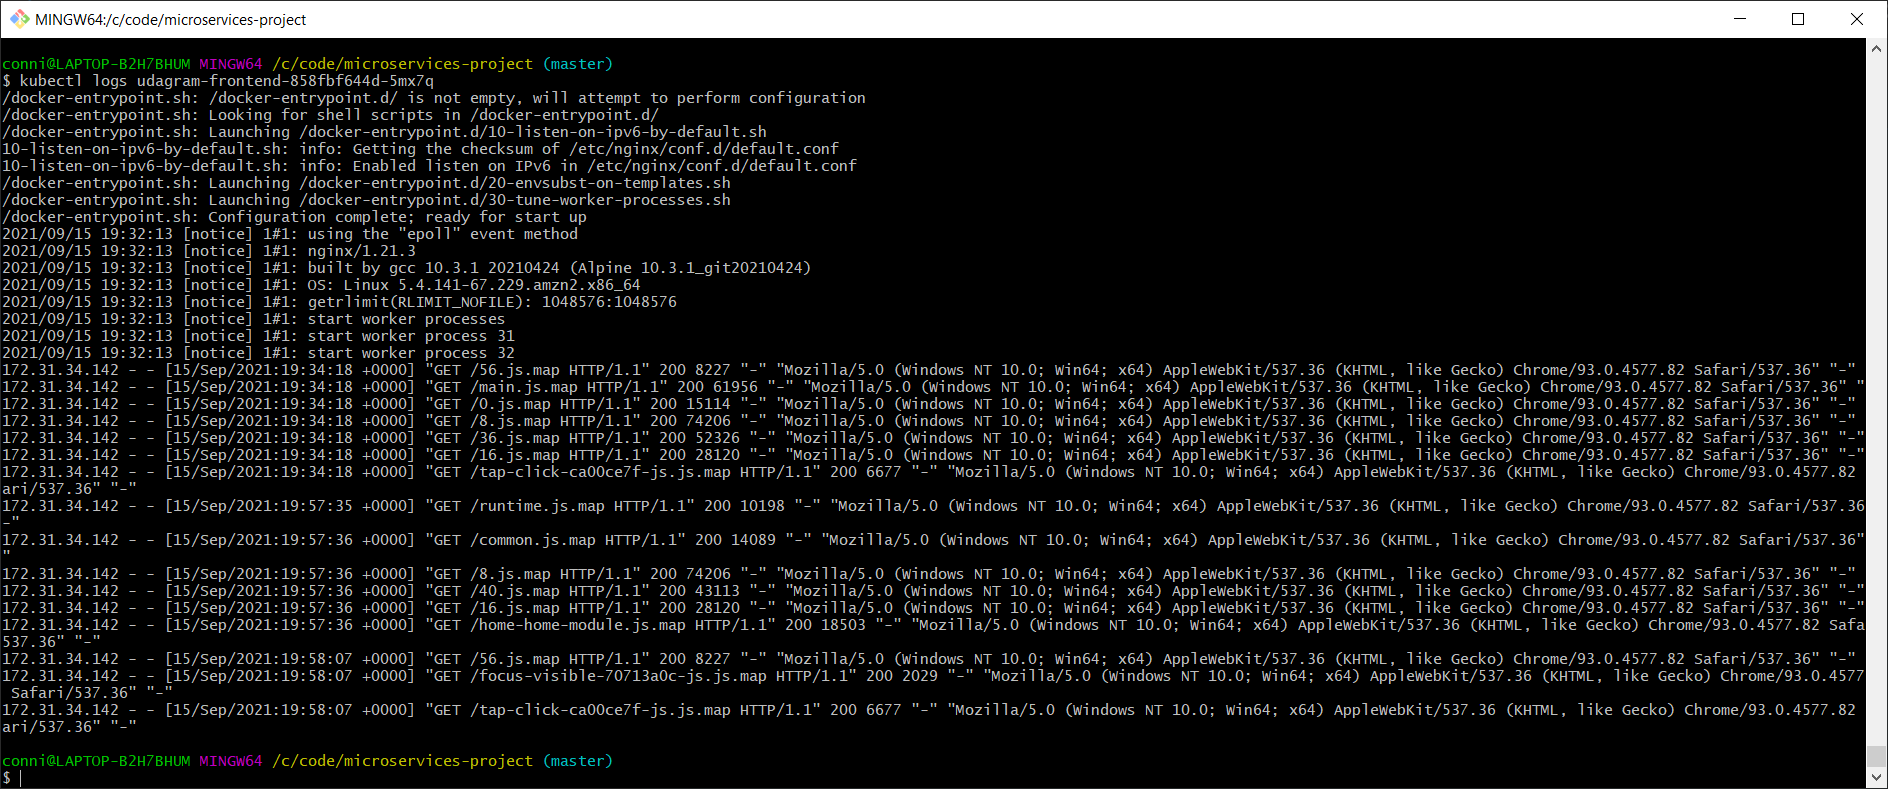 MINGW64:/c/code/microservices-project
conni@LAPTOP-B2H7BHUM MINGW64 /c/code/microservices-project (master)
$ kubectl logs udagram-frontend-858fbf644d-5mx7q
/docker-entrypoint.sh: /docker-entrypoint.d/ is not empty, will attempt to perform configuration
/docker-entrypoint.sh: Looking for shell scripts in /docker-entrypoint.d/
/docker-entrypoint.sh: Launching /docker-entrypoint.d/10-listen-on-ipv6-by-default.sh
10-listen-on-ipv6-by-default.sh: info: Getting the checksum of /etc/nginx/conf.d/default.conf
10-listen-on-ipv6-by-default.sh: info: Enabled listen on IPv6 in /etc/nginx/conf.d/default.conf
/docker-entrypoint.sh: Launching /docker-entrypoint.d/20-envsubst-on-templates.sh
/docker-entrypoint.sh: Launching /docker-entrypoint.d/30-tune-worker-processes.sh
/docker-entrypoint.sh: Configuration complete; ready for start up
2021/09/15 19:32:13 [notice] 1#1: using the "epoll" event method
2021/09/15 19:32:13 [notice] 1#1: nginx/1.21.3
2021/09/15 19:32:13 [notice] 1#1: built by gcc 10.3.1 20210424 (Alpine 10.3.1_git20210424)
2021/09/15 19:32:13 [notice] 1#1: OS: Linux 5.4.141-67.229.amzn2.x86_64
2021/09/15 19:32:13 [notice] 1#1: getrlimit(RLIMIT_NOFILE): 1048576:1048576
2021/09/15 19:32:13 [notice] 1#1: start worker processes
2021/09/15 19:32:13 [notice] 1#1: start worker process 31
2021/09/15 19:32:13 [notice] 1#1: start worker process 32
172.31.34.142 - - [15/Sep/2021:19:34:18 +0000] "GET /56.js.map HTTP/1.1" 200 8227 "-" "Mozilla/5.0 (Windows NT 10.0; Win64; x64) AppleWebKit/537.36 (KHTML, like Gecko) Chrome/93.0.4577.82 Safari/537.36" "-"
172.31.34.142 - - [15/Sep/2021:19:34:18 +0000] "GET /main.js.map HTTP/1.1" 200 61956 "-" "Mozilla/5.0 (Windows NT 10.0; Win64; x64) AppleWebKit/537.36 (KHTML, like Gecko) Chrome/93.0.4577.82 Safari/537.36" "
172.31.34.142 - - [15/Sep/2021:19:34:18 +0000] "GET /0.js.map HTTP/1.1" 200 15114 "-" "Mozilla/5.0 (Windows NT 10.0; Win64; x64) AppleWebKit/537.36 (KHTML, like Gecko) Chrome/93.0.4577.82 Safari/537.36" "-"
172.31.34.142 - - [15/Sep/2021:19:34:18 +0000] "GET /8.js.map HTTP/1.1" 200 74206 "-" "Mozilla/5.0 (Windows NT 10.0; Win64; x64) AppleWebKit/537.36 (KHTML, like Gecko) Chrome/93.0.4577.82 Safari/537.36" "-"
172.31.34.142 - - [15/Sep/2021:19:34:18 +0000] "GET /36.js.map HTTP/1.1" 200 52326 "-" "Mozilla/5.0 (Windows NT 10.0; Win64; x64) AppleWebKit/537.36 (KHTML, like Gecko) Chrome/93.0.4577.82 Safari/537.36" "-"
172.31.34.142 - - [15/Sep/2021:19:34:18 +0000] "GET /16.js.map HTTP/1.1" 200 28120 "-" "Mozilla/5.0 (Windows NT 10.0; Win64; x64) AppleWebKit/537.36 (KHTML, like Gecko) Chrome/93.0.4577.82 Safari/537.36" "-"
172.31.34.142 - - [15/Sep/2021:19:34:18 +0000] "GET /tap-click-ca00ce7f-js.js.map HTTP/1.1" 200 6677 "-" "Mozilla/5.0 (Windows NT 10.0; Win64; x64) AppleWebKit/537.36 (KHTML, like Gecko) Chrome/93.0.4577.82
ari/537.36" "-"
172.31.34.142 - - [15/Sep/2021:19:57:35 +0000] "GET /runtime.js.map HTTP/1.1" 200 10198 "-" "Mozilla/5.0 (Windows NT 10.0; Win64; x64) AppleWebKit/537.36 (KHTML, like Gecko) Chrome/93.0.4577.82 Safari/537.36
-"
172.31.34.142 - - [15/Sep/2021:19:57:36 +0000] "GET /common.js.map HTTP/1.1" 200 14089 "-" "Mozilla/5.0 (Windows NT 10.0; Win64; x64) AppleWebKit/537.36 (KHTML, like Gecko) Chrome/93.0.4577.82 Safari/537.36"
"
172.31.34.142 - - [15/Sep/2021:19:57:36 +0000] "GET /8.js.map HTTP/1.1" 200 74206 "-" "Mozilla/5.0 (Windows NT 10.0; Win64; x64) AppleWebKit/537.36 (KHTML, like Gecko) Chrome/93.0.4577.82 Safari/537.36" "-"
172.31.34.142 - - [15/Sep/2021:19:57:36 +0000] "GET /40.js.map HTTP/1.1" 200 43113 "-" "Mozilla/5.0 (Windows NT 10.0; Win64; x64) AppleWebKit/537.36 (KHTML, like Gecko) Chrome/93.0.4577.82 Safari/537.36" "-"
172.31.34.142 - - [15/Sep/2021:19:57:36 +0000] "GET /16.js.map HTTP/1.1" 200 28120 "-" "Mozilla/5.0 (Windows NT 10.0; Win64; x64) AppleWebKit/537.36 (KHTML, like Gecko) Chrome/93.0.4577.82 Safari/537.36" "-"
172.31.34.142 - - [15/Sep/2021:19:57:36 +0000] "GET /home-home-module.js.map HTTP/1.1" 200 18503 "-" "Mozilla/5.0 (Windows NT 10.0; Win64; x64) AppleWebKit/537.36 (KHTML, like Gecko) Chrome/93.0.4577.82 Safa
537.36" "-"
172.31.34.142 - - [15/Sep/2021:19:58:07 +0000] "GET /56.js.map HTTP/1.1" 200 8227 "-" "Mozilla/5.0 (Windows NT 10.0; Win64; x64) AppleWebKit/537.36 (KHTML, like Gecko) Chrome/93.0.4577.82 Safari/537.36" "-"
172.31.34.142 - - [15/Sep/2021:19:58:07 +0000] "GET /focus-visible-70713a0c-js.js.map HTTP/1.1" 200 2029 "-" "Mozilla/5.0 (Windows NT 10.0; Win64; x64) AppleWebKit/537.36 (KHTML, like Gecko) Chrome/93.0.4577
Safari/537.36" "-"
172.31.34.142 - - [15/Sep/2021:19:58:07 +0000] "GET /tap-click-ca00ce7f-js.js.map HTTP/1.1" 200 6677 "-" "Mozilla/5.0 (Windows NT 10.0; Win64; x64) AppleWebKit/537.36 (KHTML, like Gecko) Chrome/93.0.4577.82
ari/537.36" "-"
conni@LAPTOP-B2H7BHUM MINGW64 /c/code/microservices-project (master)
$